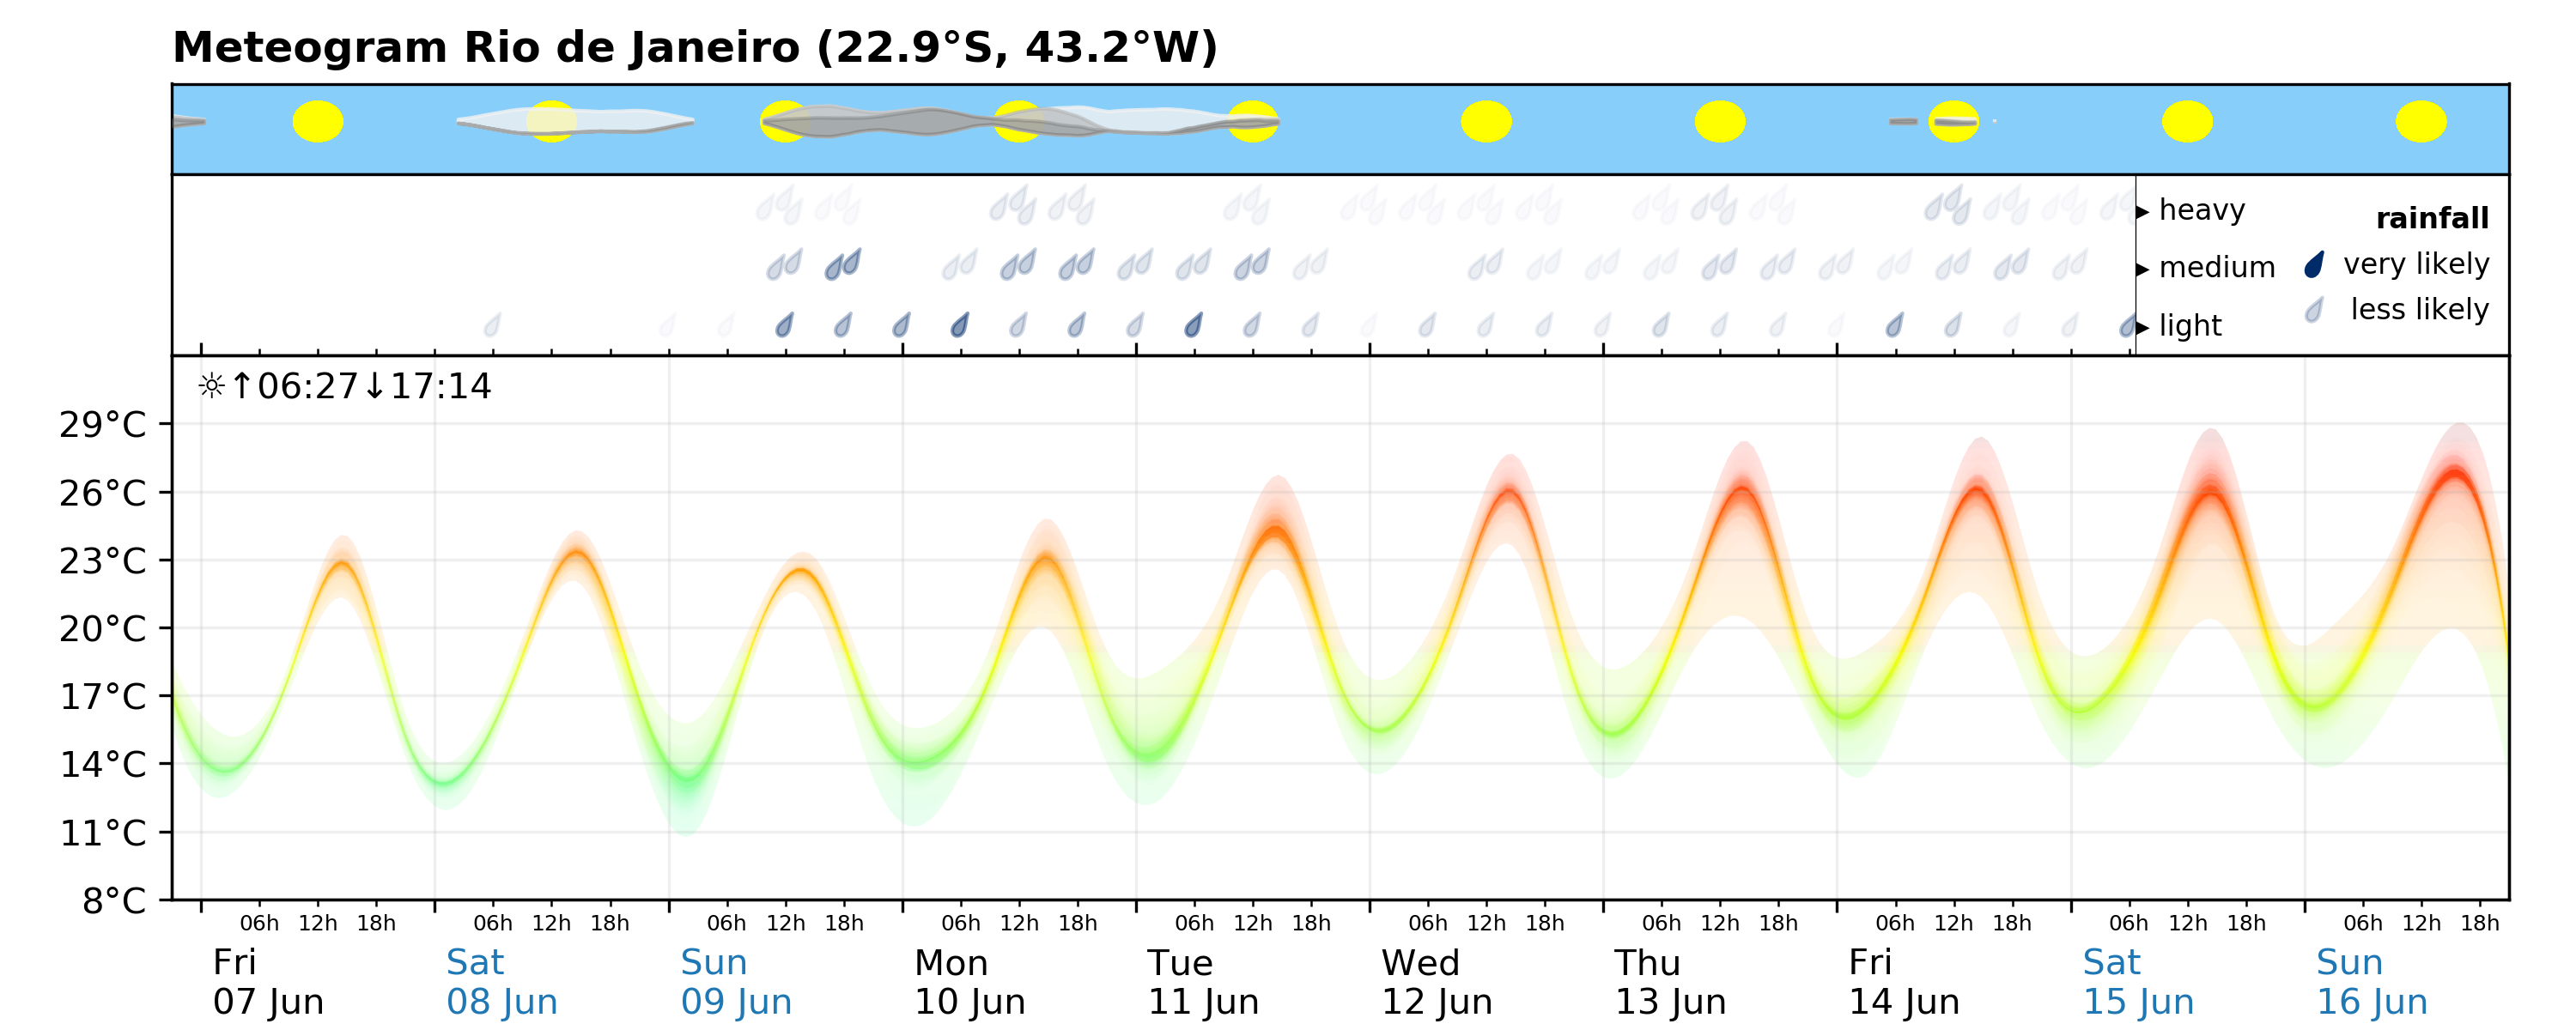 Meteogram Rio de Janeiro (22.9°S, 43.2°W)
▸ heavy
rainfall
▸ medium
very likely
▸ light
less likely
☼↑06:27↓17:14
29°C
26°C
23°C
20°C
17°C
14°C
11°C
8°C
06h 12h 18h 06h 12h 18h 06h 12h 18h 06h 12h 18h 06h 12h 18h 06h 12h 18h 06h 12h 18h 06h 12h 18h 06h 12h 18h 06h 12h 18h
Fri Sat Sun Mon Tue Wed Thu Fri Sat Sun
07 Jun 08 Jun 09 Jun 10 Jun 11 Jun 12 Jun 13 Jun 14 Jun 15 Jun 16 Jun